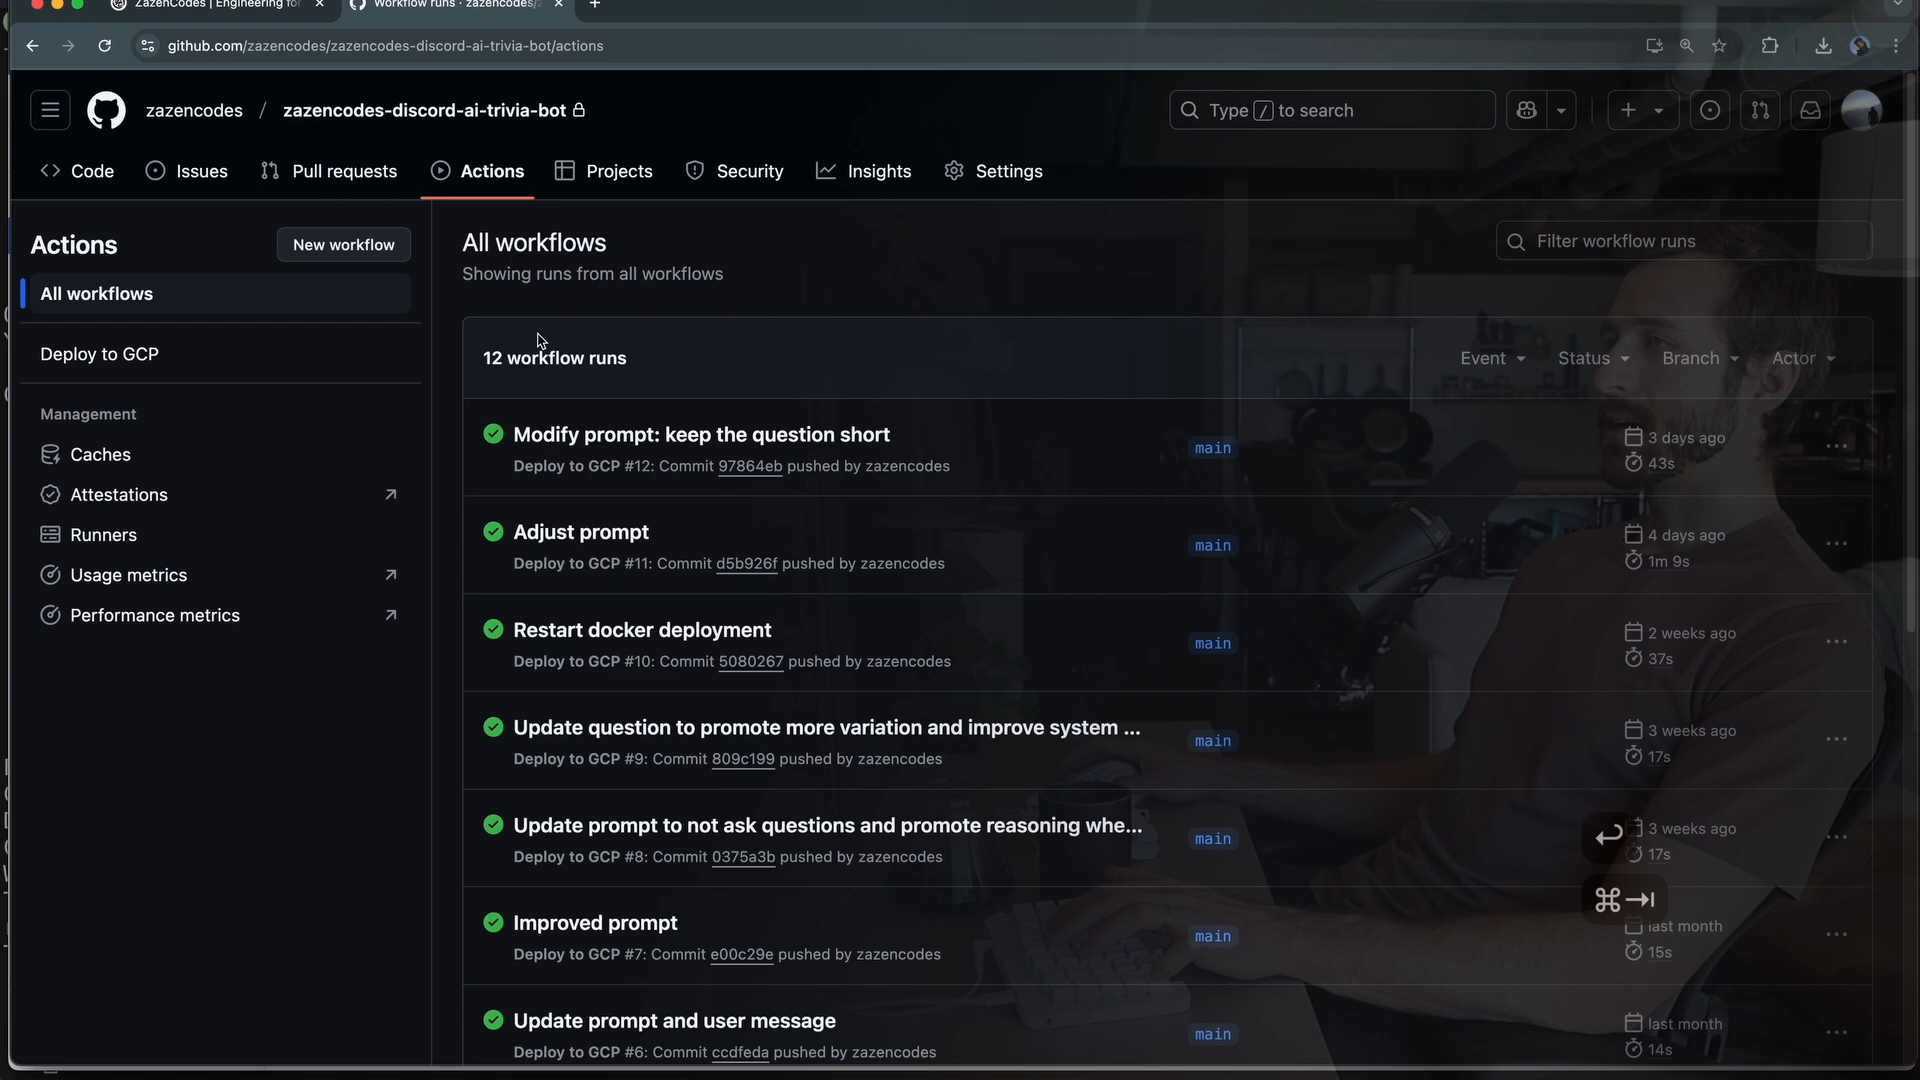 ZazenCodes | Engineering for
Workflow runs · zazencodes/z
github.com/zazencodes/zazencodes-discord-ai-trivia-bot/actions
zazencodes / zazencodes-discord-ai-trivia-bot
Type / to search
Code
Issues
Pull requests
Actions
Projects
Security
Insights
Settings
Actions
New workflow
All workflows
Deploy to GCP
Management
Caches
Attestations
Runners
Usage metrics
Performance metrics
All workflows
Showing runs from all workflows
Filter workflow runs
12 workflow runs
Event
Status
Branch
Actor
Modify prompt: keep the question short
Deploy to GCP #12: Commit 97864eb pushed by zazencodes
main
3 days ago
43s
Adjust prompt
Deploy to GCP #11: Commit d5b926f pushed by zazencodes
main
4 days ago
1m 9s
Restart docker deployment
Deploy to GCP #10: Commit 5080267 pushed by zazencodes
main
2 weeks ago
37s
Update question to promote more variation and improve system ...
Deploy to GCP #9: Commit 809c199 pushed by zazencodes
main
3 weeks ago
17s
Update prompt to not ask questions and promote reasoning whe...
Deploy to GCP #8: Commit 0375a3b pushed by zazencodes
main
3 weeks ago
17s
Improved prompt
Deploy to GCP #7: Commit e00c29e pushed by zazencodes
main
last month
15s
Update prompt and user message
Deploy to GCP #6: Commit ccdfeda pushed by zazencodes
main
last month
14s